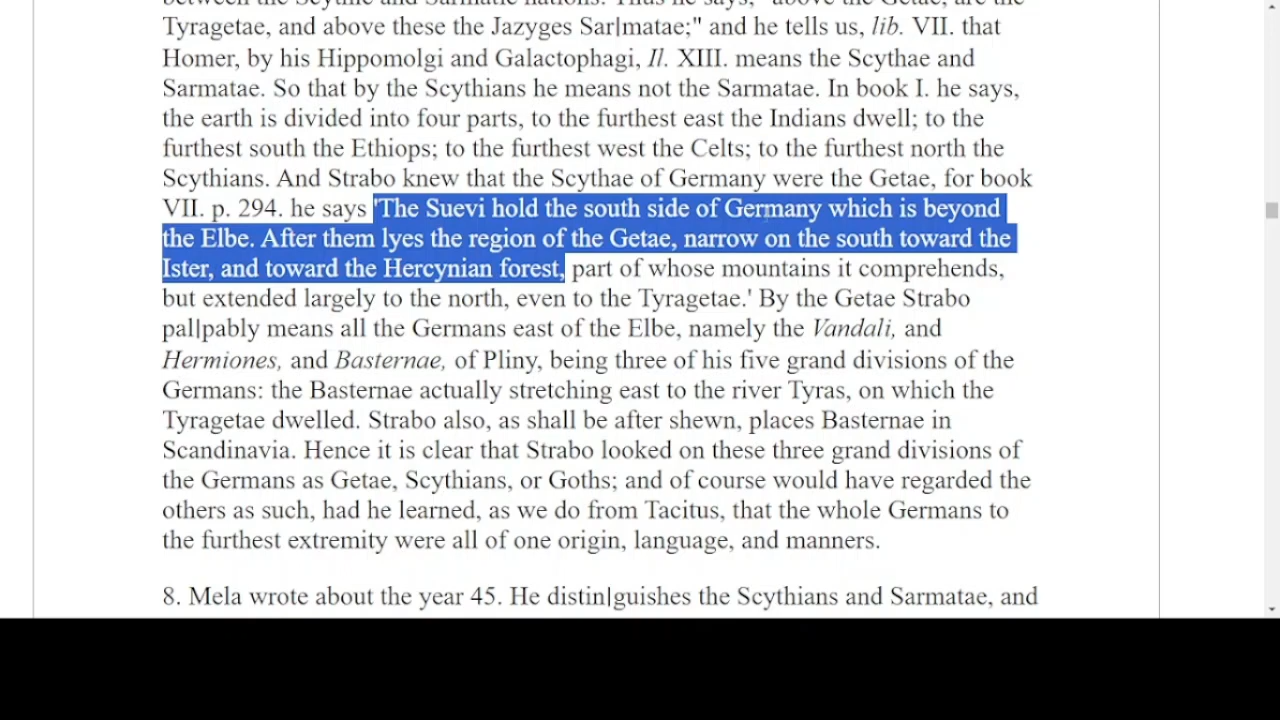 between the Scythic and Sarmatic nations. Thus he says, "above the Getae, are the
Tyragetae, and above these the Jazyges Sar|matae;" and he tells us, lib. VII. that
Homer, by his Hippomolgi and Galactophagi, Il. XIII. means the Scythae and
Sarmatae. So that by the Scythians he means not the Sarmatae. In book I. he says,
the earth is divided into four parts, to the furthest east the Indians dwell; to the
furthest south the Ethiops; to the furthest west the Celts; to the furthest north the
Scythians. And Strabo knew that the Scythae of Germany were the Getae, for book
VII. p. 294. he says 'The Suevi hold the south side of Germany which is beyond
the Elbe. After them lyes the region of the Getae, narrow on the south toward the
Ister, and toward the Hercynian forest, part of whose mountains it comprehends,
but extended largely to the north, even to the Tyragetae.' By the Getae Strabo
pal|pably means all the Germans east of the Elbe, namely the Vandali, and
Hermiones, and Basternae, of Pliny, being three of his five grand divisions of the
Germans: the Basternae actually stretching east to the river Tyras, on which the
Tyragetae dwelled. Strabo also, as shall be after shewn, places Basternae in
Scandinavia. Hence it is clear that Strabo looked on these three grand divisions of
the Germans as Getae, Scythians, or Goths; and of course would have regarded the
others as such, had he learned, as we do from Tacitus, that the whole Germans to
the furthest extremity were all of one origin, language, and manners.
8. Mela wrote about the year 45. He distin|guishes the Scythians and Sarmatae, and